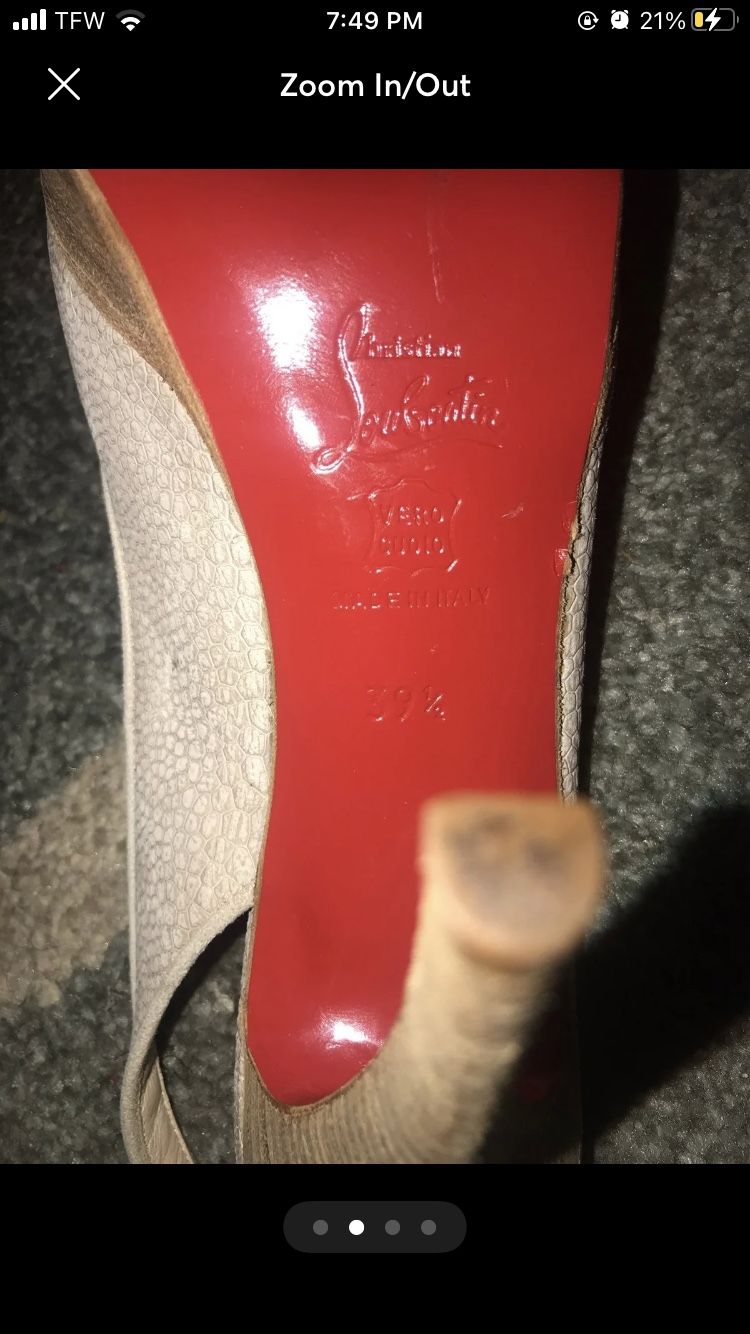 TFW
7:49 PM
21%
Zoom In/Out
Christian
Louboutin
VERO
CUOIO
MADE IN ITALY
39½